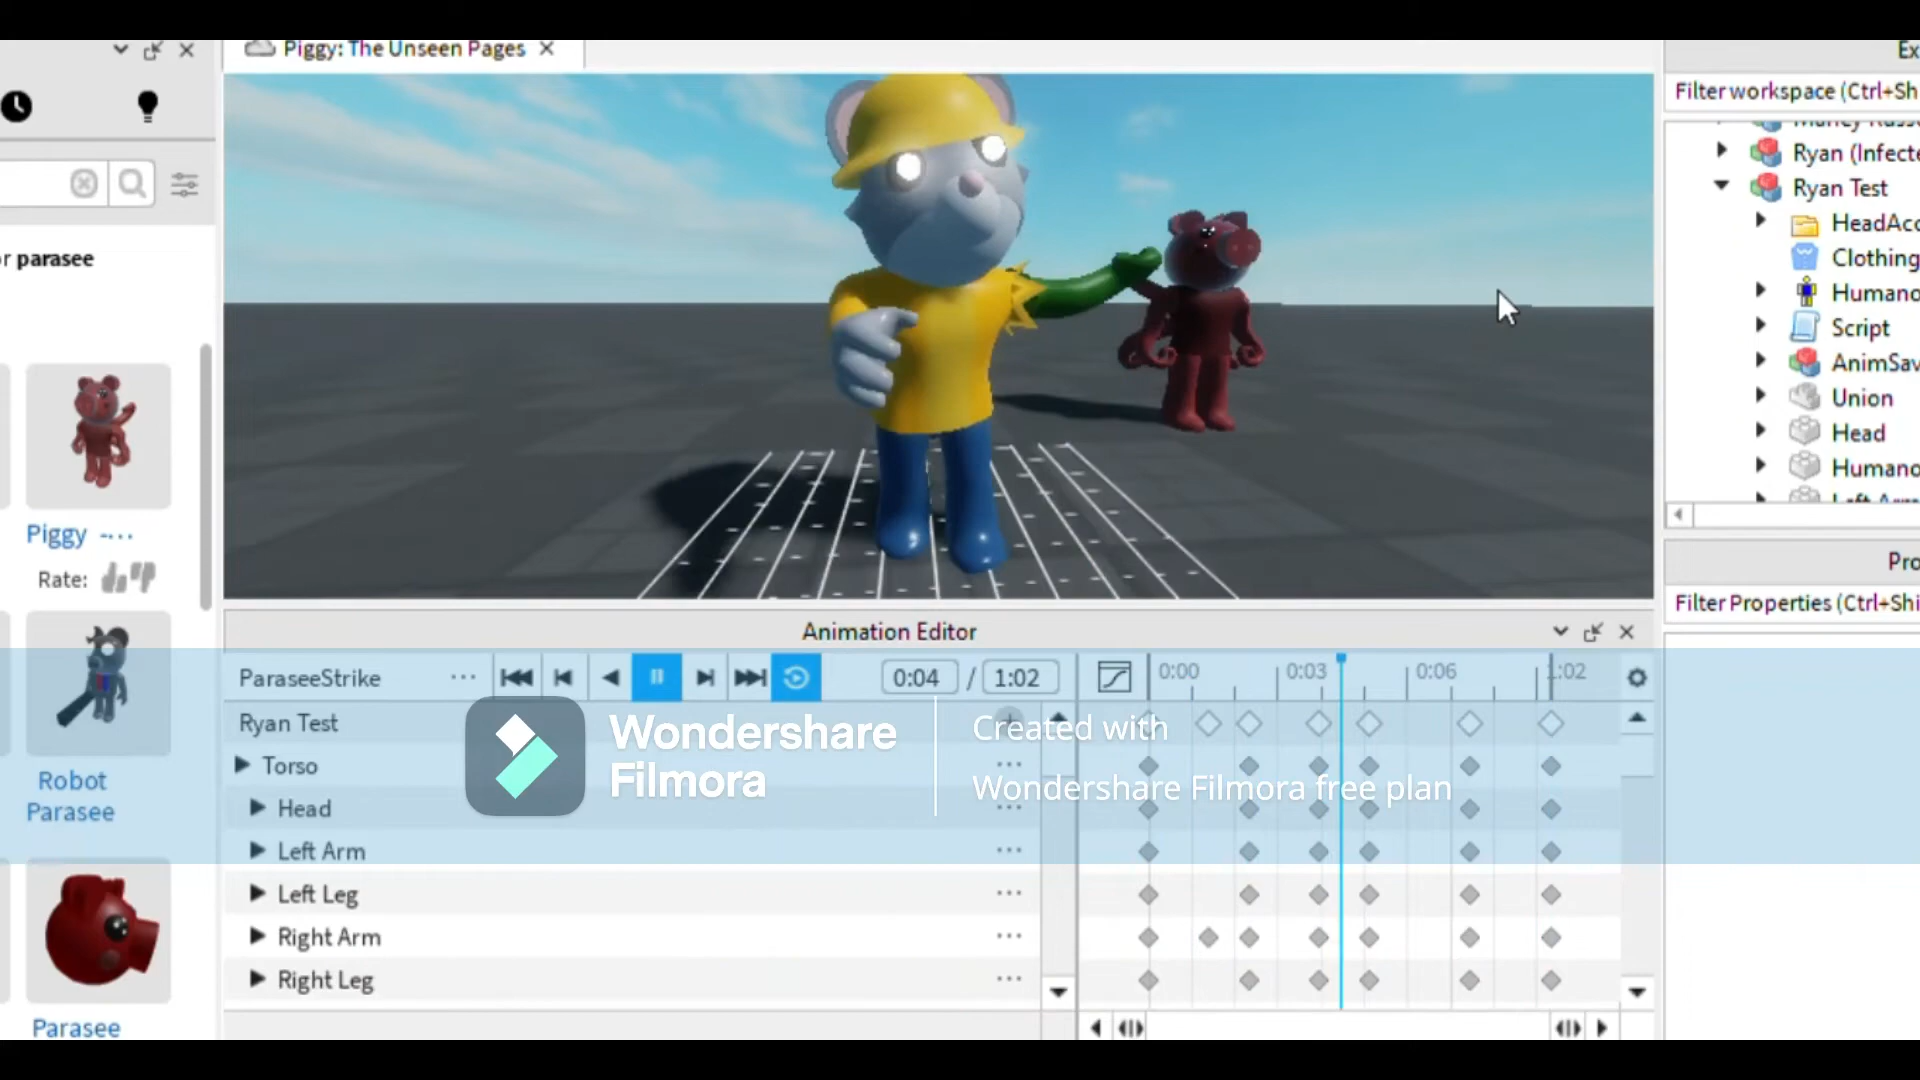 Piggy: The Unseen Pages
Ex
Filter workspace (Ctrl+Sh
Ryan (Infecte
Ryan Test
HeadAcc
Clothing
Humano
Script
AnimSav
Union
Head
Humano
Left Arm
Pro
Filter Properties (Ctrl+Shi
r parasee
Piggy -···
Rate:
Robot
Parasee
Parasee
Animation Editor
ParaseeStrike
0:04 / 1:02
0:00 0:03 0:06 1:02
Ryan Test
Torso
Head
Left Arm
Left Leg
Right Arm
Right Leg
Wondershare
Filmora
Created with
Wondershare Filmora free plan